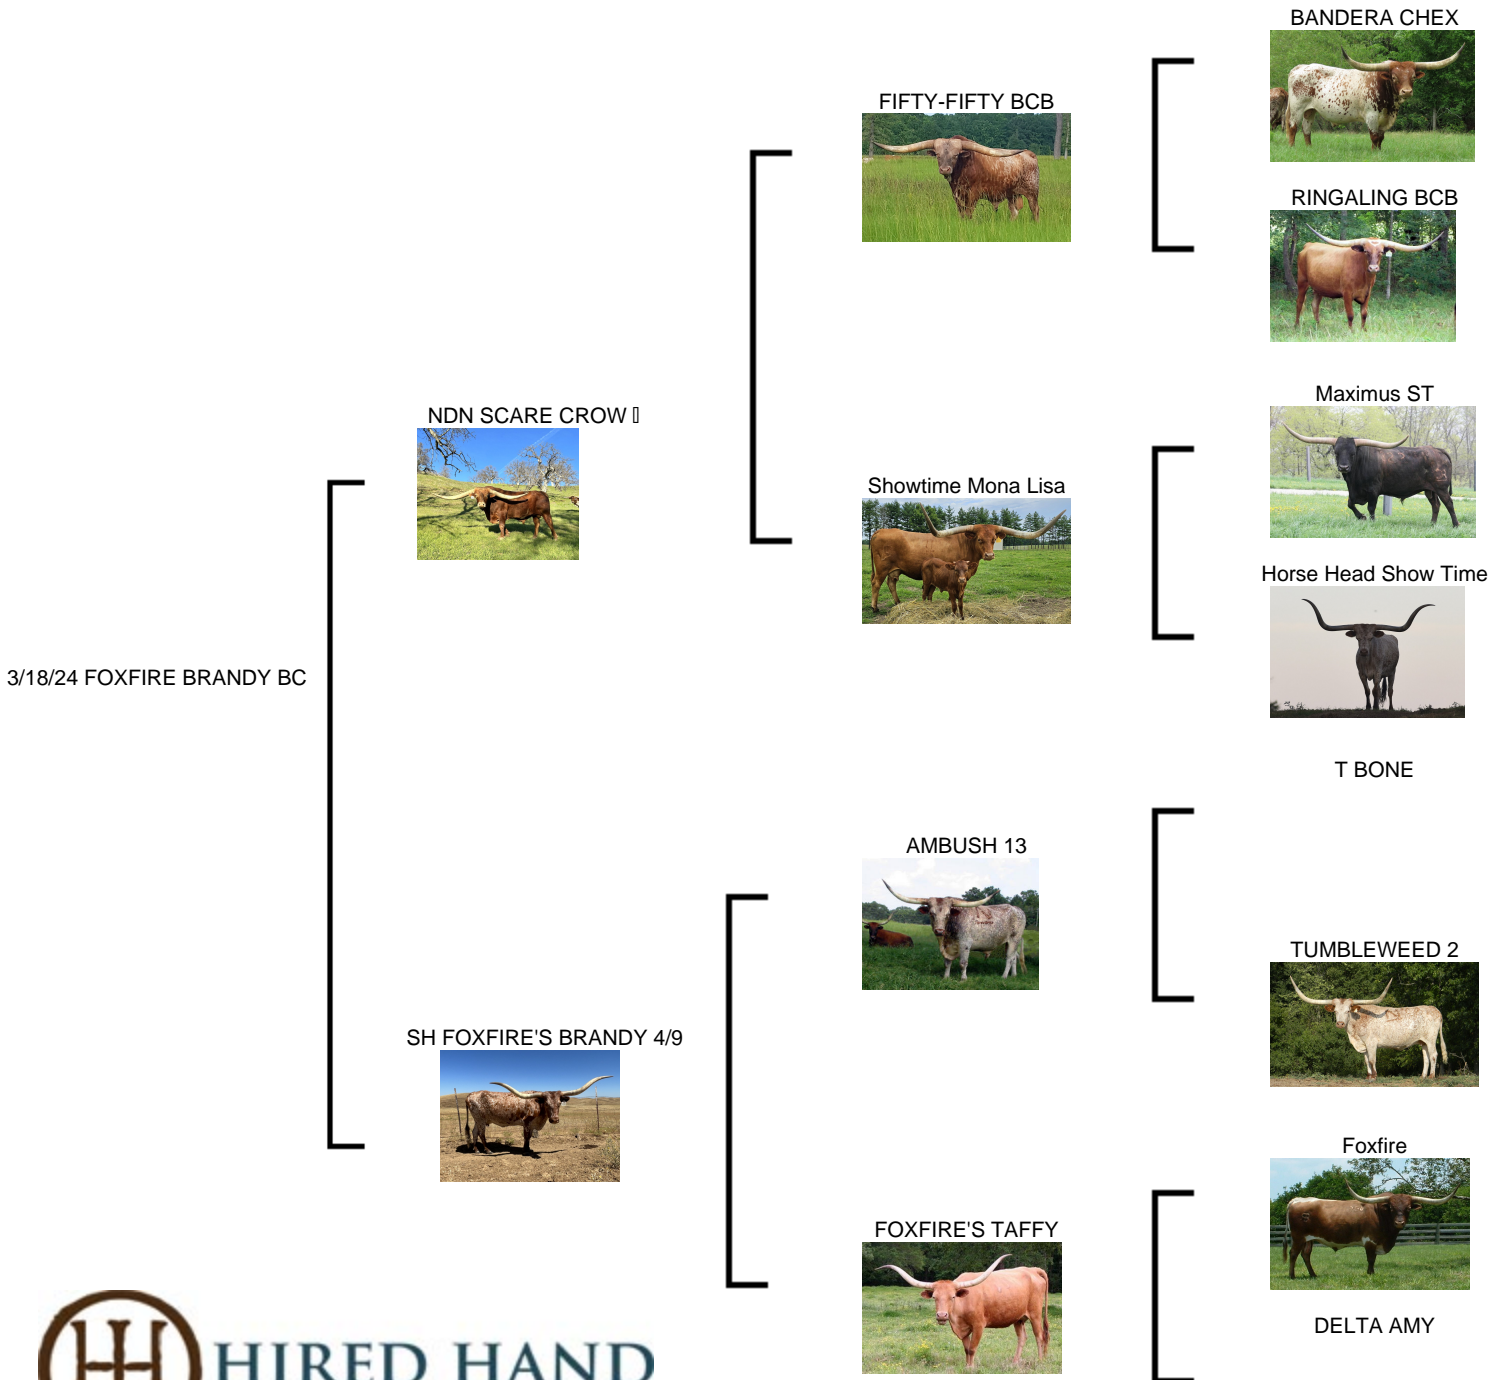 BANDERA CHEX
FIFTY-FIFTY BCB
RINGALING BCB
Maximus ST
NDN SCARE CROW
Showtime Mona Lisa
Horse Head Show Time
3/18/24 FOXFIRE BRANDY BC
T BONE
AMBUSH 13
TUMBLEWEED 2
SH FOXFIRE'S BRANDY 4/9
Foxfire
FOXFIRE'S TAFFY
DELTA AMY
HIRED HAND